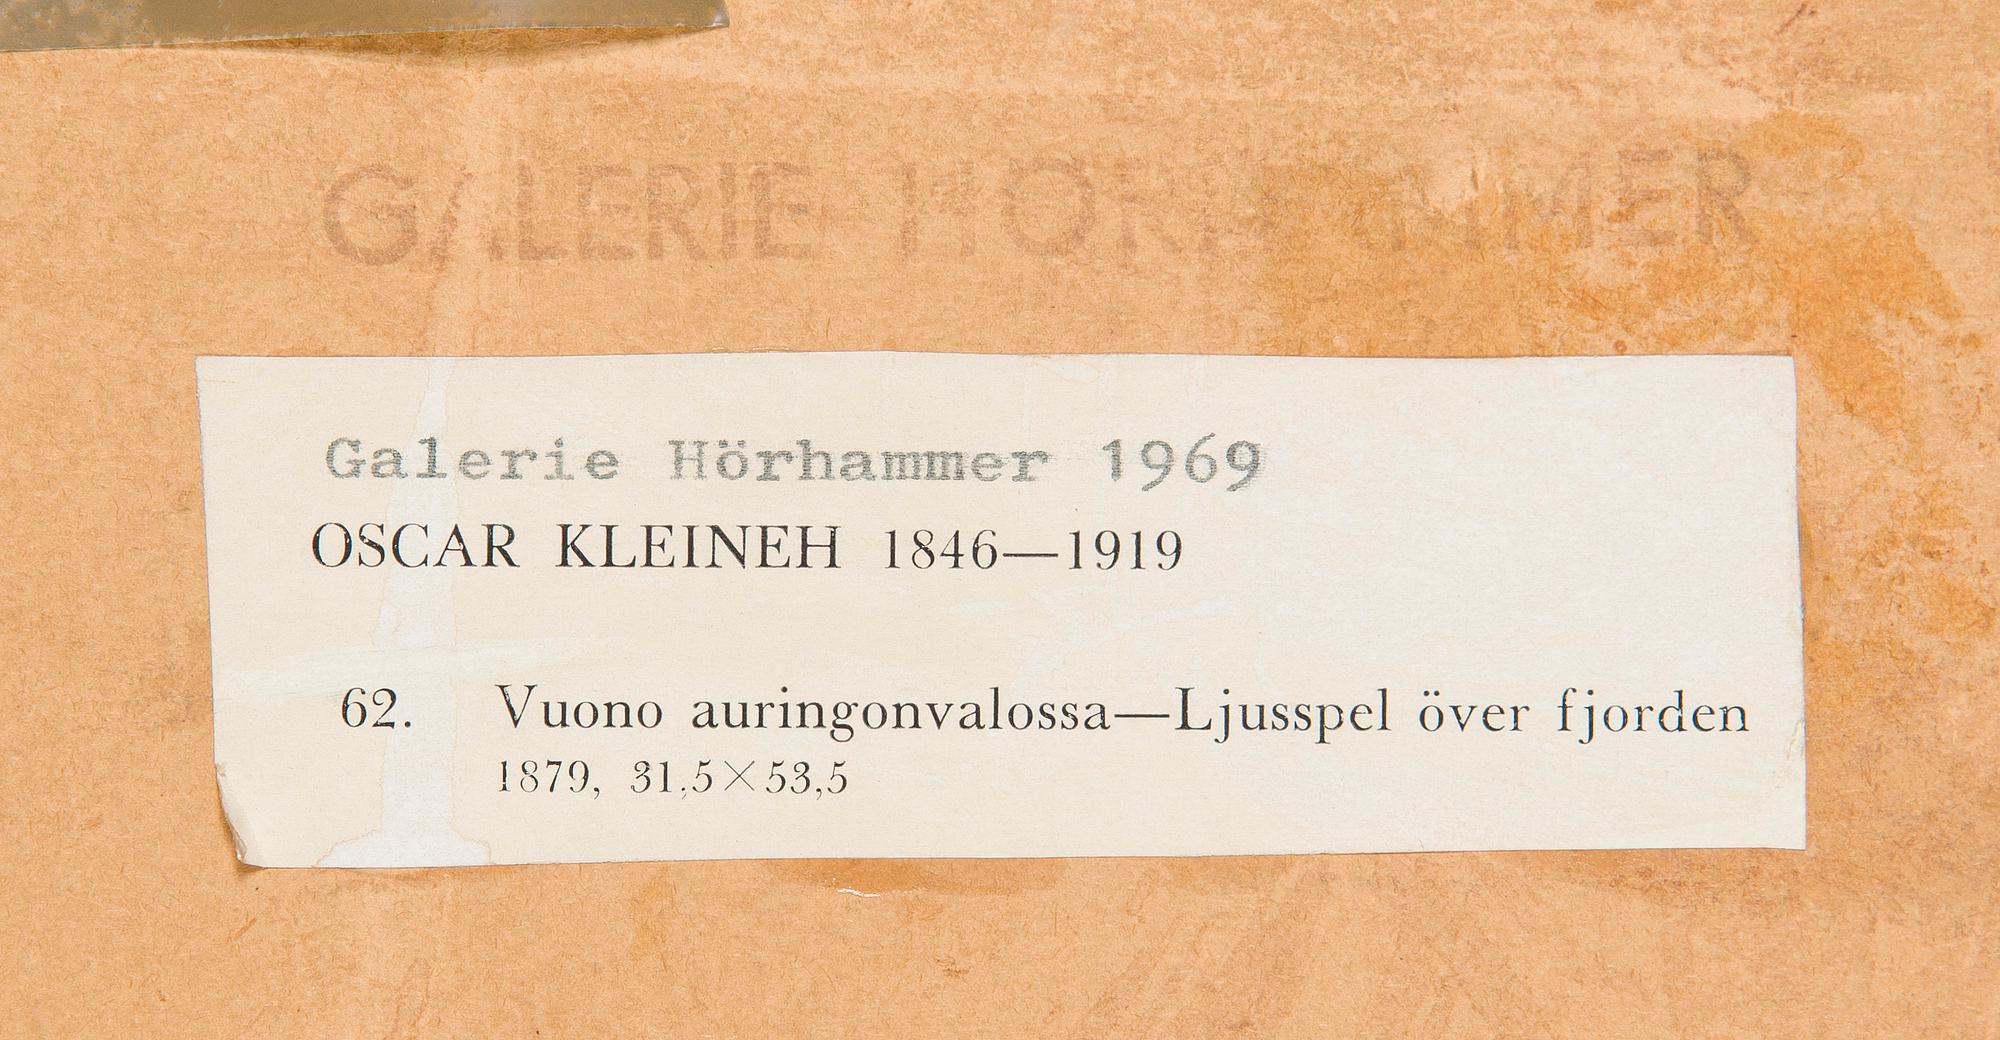 GALERIE HÖRHAMMER
Galerie Hörhammer 1969
OSCAR KLEINEH 1846—1919
62. Vuono auringonvalossa—Ljusspel över fjorden
1879, 31,5×53,5